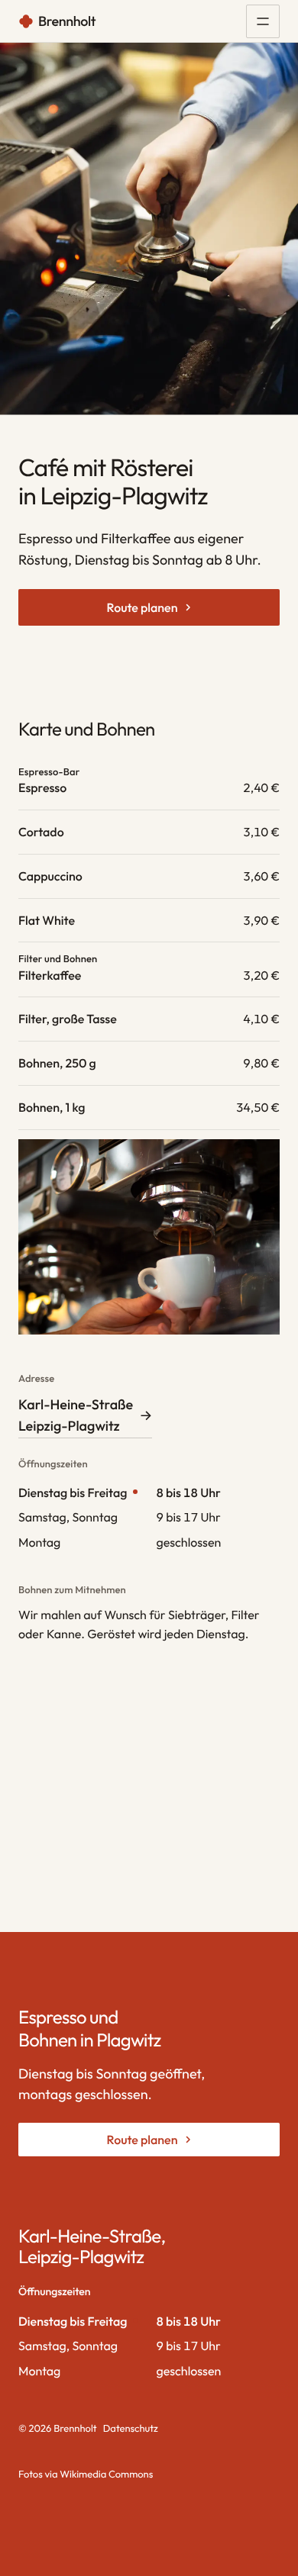 Brennholt
Café mit Rösterei
in Leipzig-Plagwitz
Espresso und Filterkaffee aus eigener
Röstung, Dienstag bis Sonntag ab 8 Uhr.
Route planen
Karte und Bohnen
Espresso-Bar
Espresso 2,40 €
Cortado 3,10 €
Cappuccino 3,60 €
Flat White 3,90 €
Filter und Bohnen
Filterkaffee 3,20 €
Filter, große Tasse 4,10 €
Bohnen, 250 g 9,80 €
Bohnen, 1 kg 34,50 €
Adresse
Karl-Heine-Straße
Leipzig-Plagwitz
Öffnungszeiten
Dienstag bis Freitag 8 bis 18 Uhr
Samstag, Sonntag 9 bis 17 Uhr
Montag geschlossen
Bohnen zum Mitnehmen
Wir mahlen auf Wunsch für Siebträger, Filter
oder Kanne. Geröstet wird jeden Dienstag.
Espresso und
Bohnen in Plagwitz
Dienstag bis Sonntag geöffnet,
montags geschlossen.
Route planen
Karl-Heine-Straße,
Leipzig-Plagwitz
Öffnungszeiten
Dienstag bis Freitag 8 bis 18 Uhr
Samstag, Sonntag 9 bis 17 Uhr
Montag geschlossen
© 2026 Brennholt Datenschutz
Fotos via Wikimedia Commons